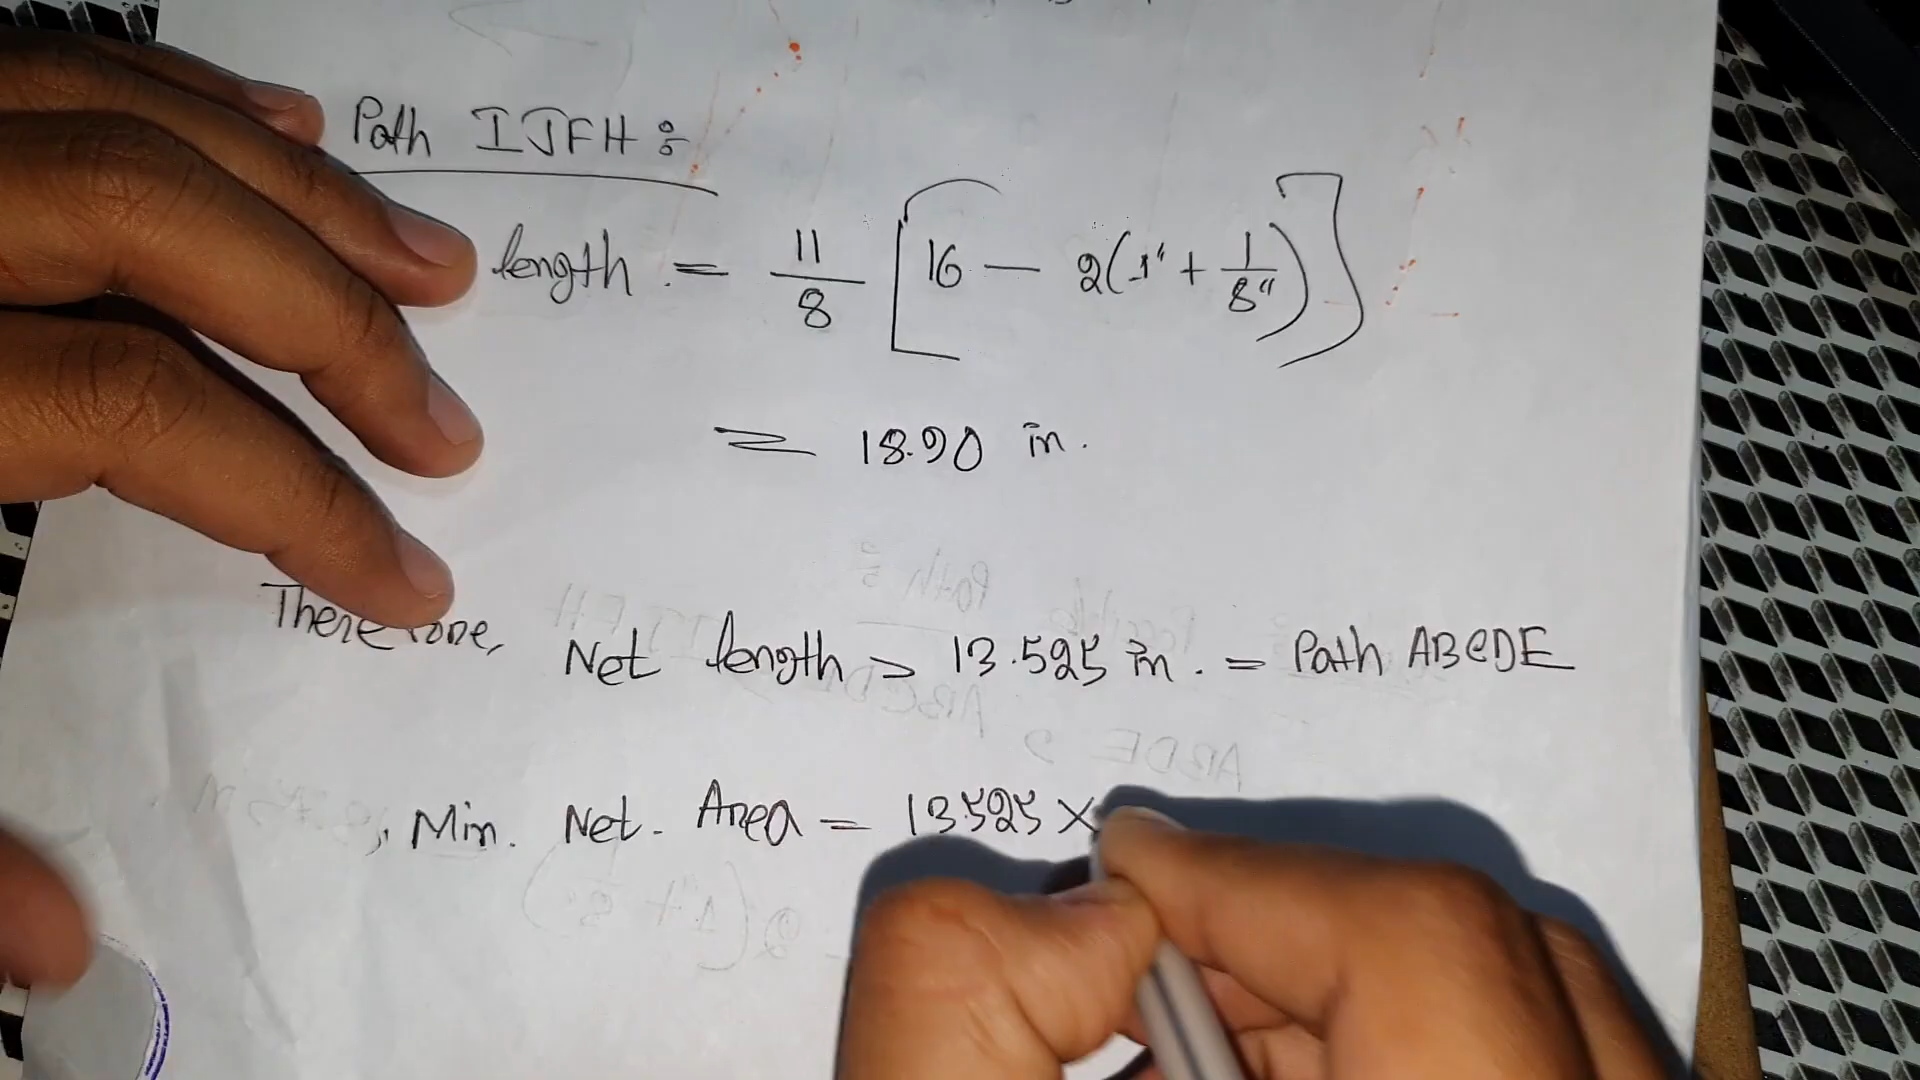 Path IJFH :
length = 11/8 [16 - 2(1" + 1/8")]
= 18.90 in.
Therefore,
Net length = 13.525 in. = Path ABCDE
, Min. Net. Area = 13.525 ×